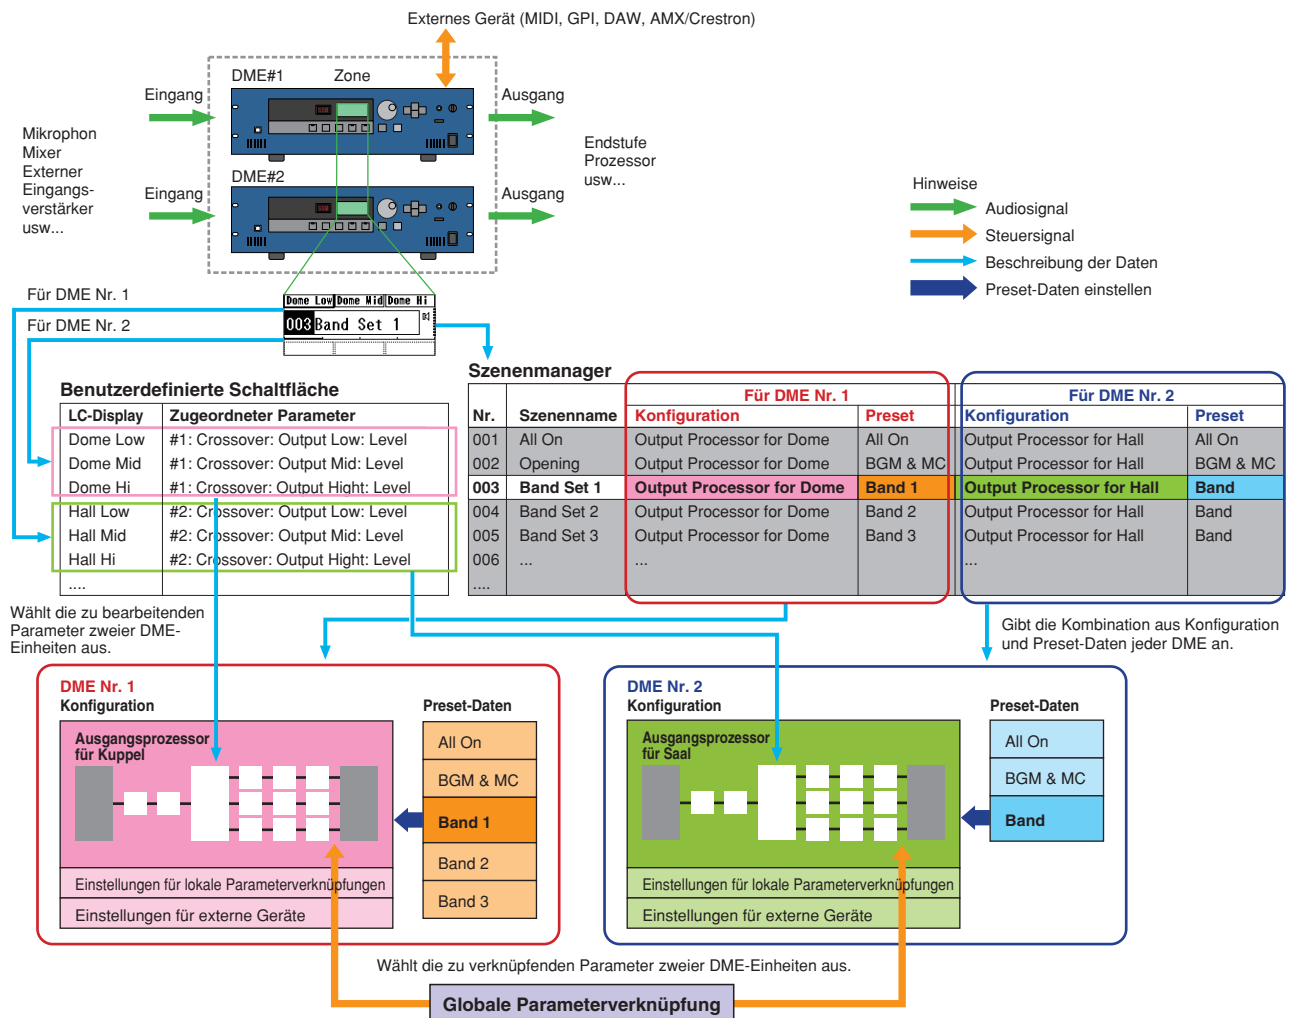 Externes Gerät (MIDI, GPI, DAW, AMX/Crestron)
DME#1 Zone
Eingang
Ausgang
Mikrophon
Mixer
Externer
Eingangs-
verstärker
usw...
Endstufe
Prozessor
usw...
DME#2
Eingang
Ausgang
Hinweise
Audiosignal
Steuersignal
Beschreibung der Daten
Preset-Daten einstellen
Für DME Nr. 1
Für DME Nr. 2
Dome Low Dome Mid Dome Hi
003 Band Set 1
Benutzerdefinierte Schaltfläche
LC-Display Zugeordneter Parameter
Dome Low #1: Crossover: Output Low: Level
Dome Mid #1: Crossover: Output Mid: Level
Dome Hi #1: Crossover: Output Hight: Level
Hall Low #2: Crossover: Output Low: Level
Hall Mid #2: Crossover: Output Mid: Level
Hall Hi #2: Crossover: Output Hight: Level
....
Szenenmanager
Für DME Nr. 1 Für DME Nr. 2
Nr. Szenenname Konfiguration Preset Konfiguration Preset
001 All On Output Processor for Dome All On Output Processor for Hall All On
002 Opening Output Processor for Dome BGM & MC Output Processor for Hall BGM & MC
003 Band Set 1 Output Processor for Dome Band 1 Output Processor for Hall Band
004 Band Set 2 Output Processor for Dome Band 2 Output Processor for Hall Band
005 Band Set 3 Output Processor for Dome Band 3 Output Processor for Hall Band
006 ... ... ...
....
Wählt die zu bearbeitenden
Parameter zweier DME-
Einheiten aus.
Gibt die Kombination aus Konfiguration
und Preset-Daten jeder DME an.
DME Nr. 1
Konfiguration
Preset-Daten
Ausgangsprozessor
für Kuppel
All On
BGM & MC
Band 1
Band 2
Band 3
Einstellungen für lokale Parameterverknüpfungen
Einstellungen für externe Geräte
DME Nr. 2
Konfiguration
Preset-Daten
Ausgangsprozessor
für Saal
All On
BGM & MC
Band
Einstellungen für lokale Parameterverknüpfungen
Einstellungen für externe Geräte
Wählt die zu verknüpfenden Parameter zweier DME-Einheiten aus.
Globale Parameterverknüpfung